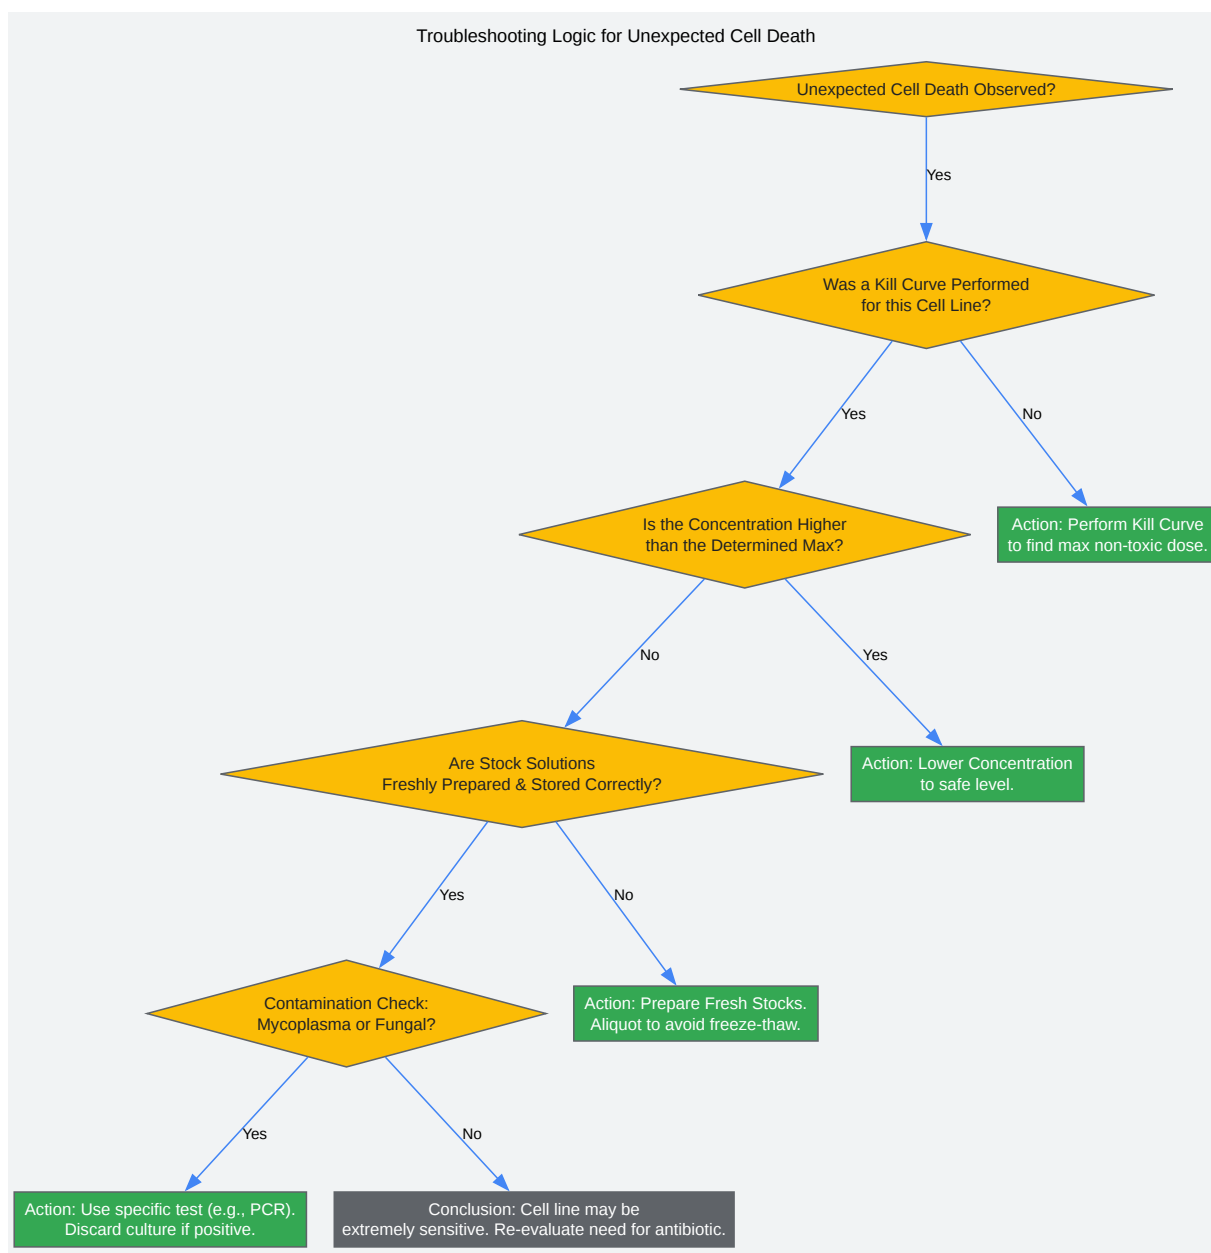 Troubleshooting Logic for Unexpected Cell Death
Unexpected Cell Death Observed?
Yes
Was a Kill Curve Performed
for this Cell Line?
Yes
No
Is the Concentration Higher
than the Determined Max?
Action: Perform Kill Curve
to find max non-toxic dose.
No
Yes
Are Stock Solutions
Freshly Prepared & Stored Correctly?
Action: Lower Concentration
to safe level.
Yes
No
Contamination Check:
Mycoplasma or Fungal?
Action: Prepare Fresh Stocks.
Aliquot to avoid freeze-thaw.
Yes
No
Action: Use specific test (e.g., PCR).
Discard culture if positive.
Conclusion: Cell line may be
extremely sensitive. Re-evaluate need for antibiotic.